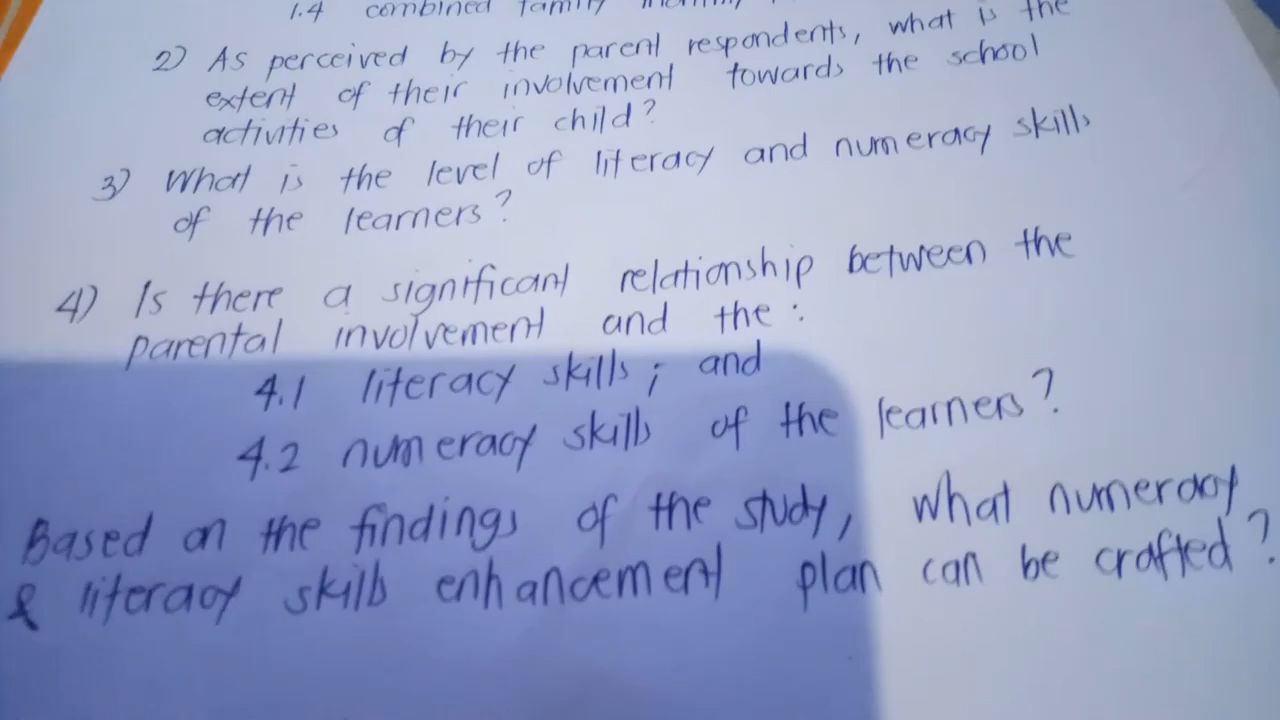 1.4 combined family
2) As perceived by the parent respondents, what is the
extent of their involvement towards the school
activities of their child?
3) What is the level of literacy and numeracy skills
of the learners?
4) Is there a significant relationship between the
parental involvement and the :
4.1 literacy skills; and
4.2 numeracy skills of the learners?
Based on the findings of the study, what numeracy
& literacy skills enhancement plan can be crafted?